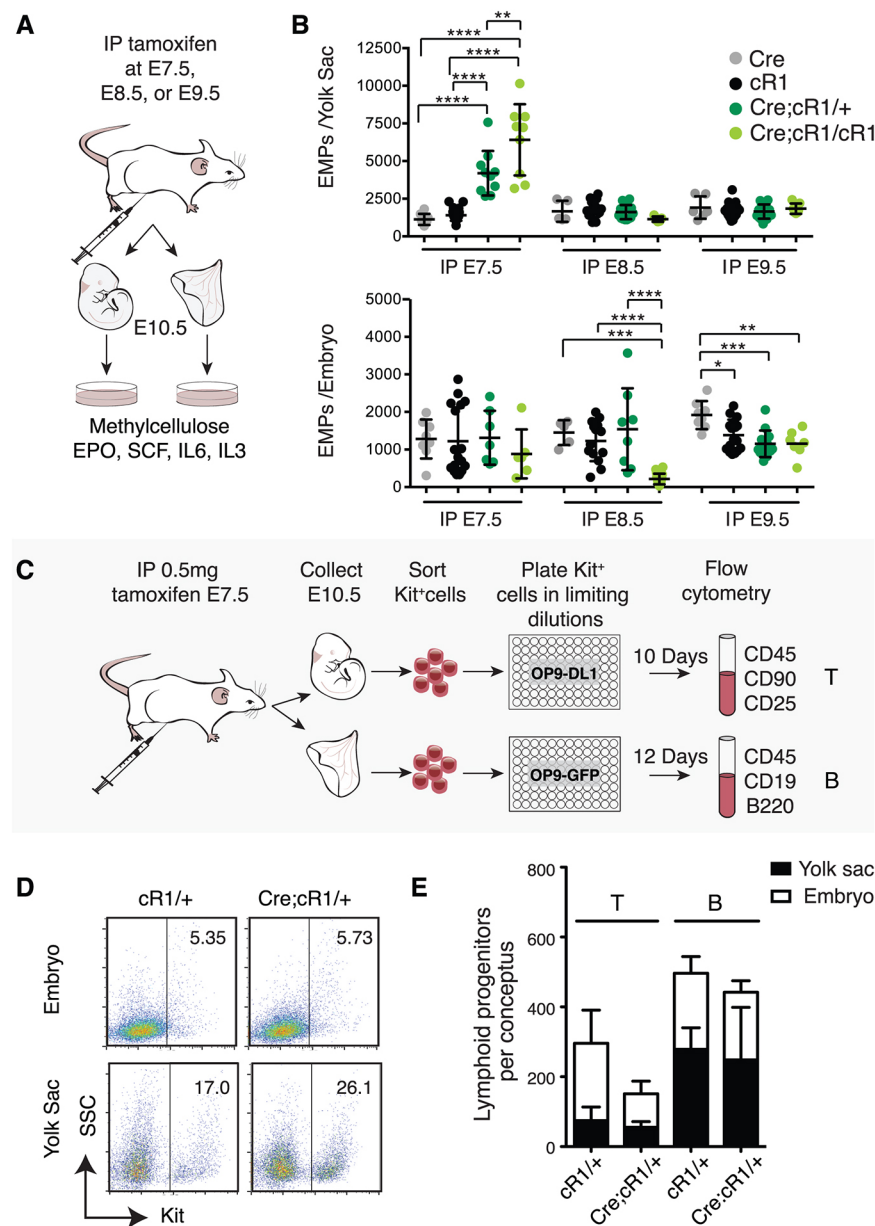 A
IP tamoxifen
at E7.5,
E8.5, or E9.5
E10.5
Methylcellulose
EPO, SCF, IL6, IL3
B
EMPs /Yolk Sac
12500
10000
7500
5000
2500
0
**
****
****
****
****
IP E7.5
IP E8.5
IP E9.5
Cre
cR1
Cre;cR1/+
Cre;cR1/cR1
EMPs /Embryo
5000
4000
3000
2000
1000
0
****
****
***
**
***
*
IP E7.5
IP E8.5
IP E9.5
C
IP 0.5mg
tamoxifen E7.5
Collect
E10.5
Sort
Kit+cells
Plate Kit+
cells in limiting
dilutions
Flow
cytometry
OP9-DL1
10 Days
CD45
CD90
CD25
T
OP9-GFP
12 Days
CD45
CD19
B220
B
D
cR1/+
Cre;cR1/+
Embryo
5.35
5.73
Yolk Sac
17.0
26.1
SSC
Kit
E
Yolk sac
Embryo
Lymphoid progenitors
per conceptus
800
600
400
200
0
T
B
cR1/+
Cre;cR1/+
cR1/+
Cre:cR1/+